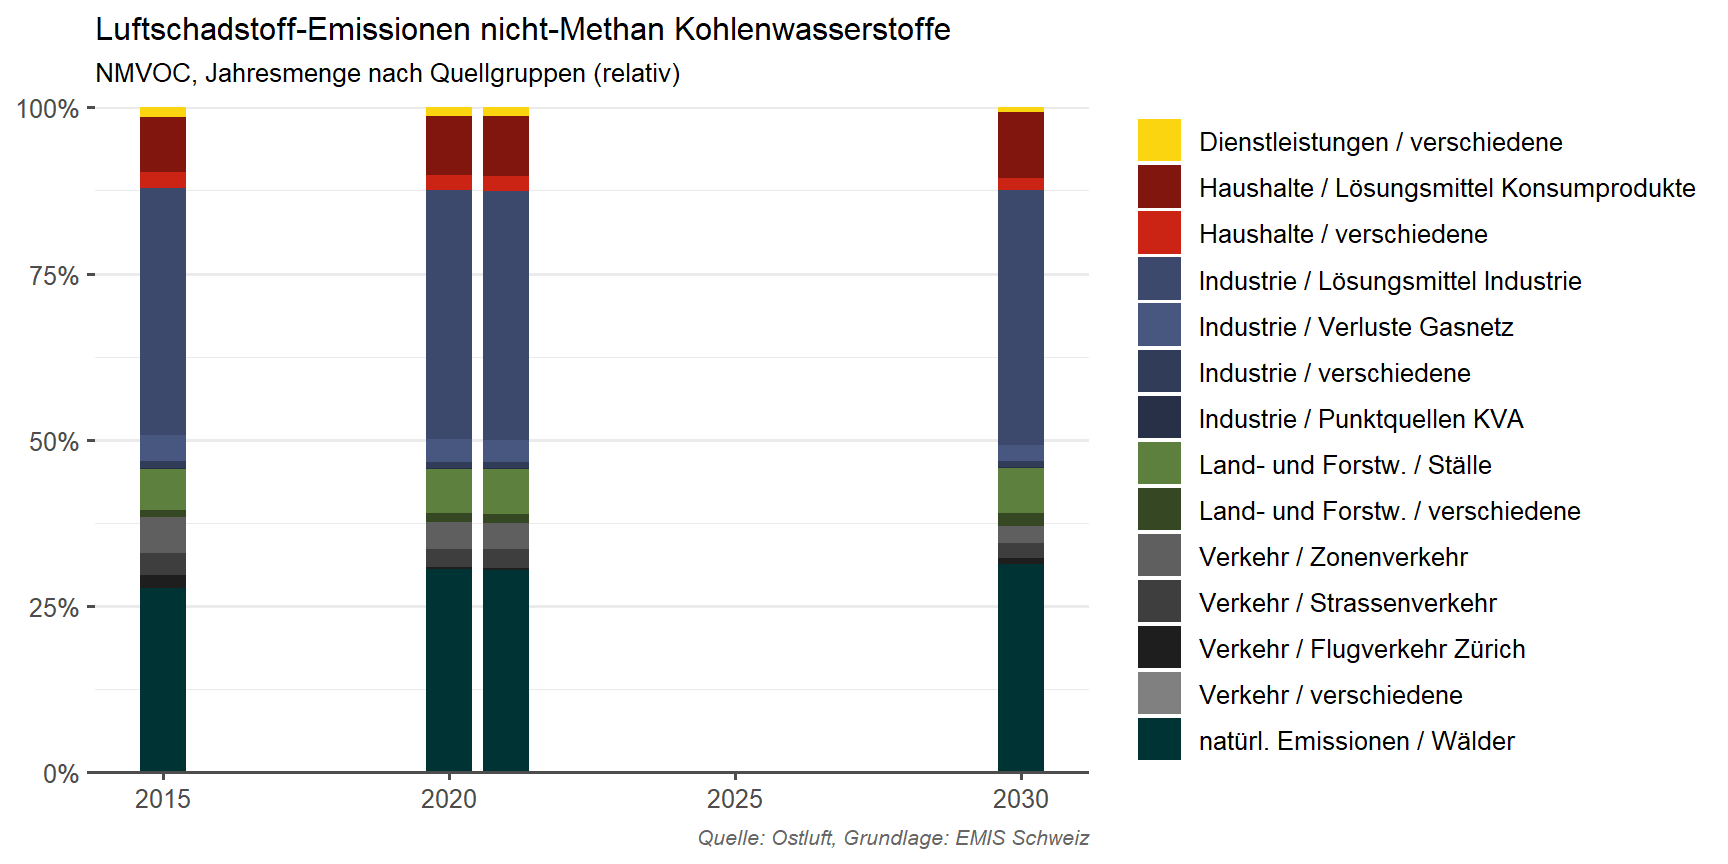 Luftschadstoff-Emissionen nicht-Methan Kohlenwasserstoffe
NMVOC, Jahresmenge nach Quellgruppen (relativ)
100%
75%
50%
25%
0%
2015
2020
2025
2030
Dienstleistungen / verschiedene
Haushalte / Lösungsmittel Konsumprodukte
Haushalte / verschiedene
Industrie / Lösungsmittel Industrie
Industrie / Verluste Gasnetz
Industrie / verschiedene
Industrie / Punktquellen KVA
Land- und Forstw. / Ställe
Land- und Forstw. / verschiedene
Verkehr / Zonenverkehr
Verkehr / Strassenverkehr
Verkehr / Flugverkehr Zürich
Verkehr / verschiedene
natürl. Emissionen / Wälder
Quelle: Ostluft, Grundlage: EMIS Schweiz